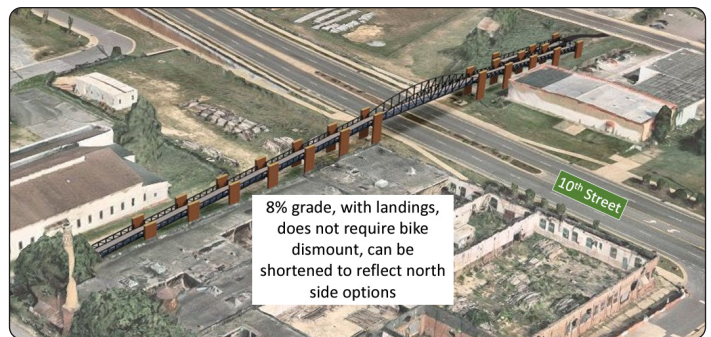 10th Street
8% grade, with landings,
does not require bike
dismount, can be
shortened to reflect north
side options